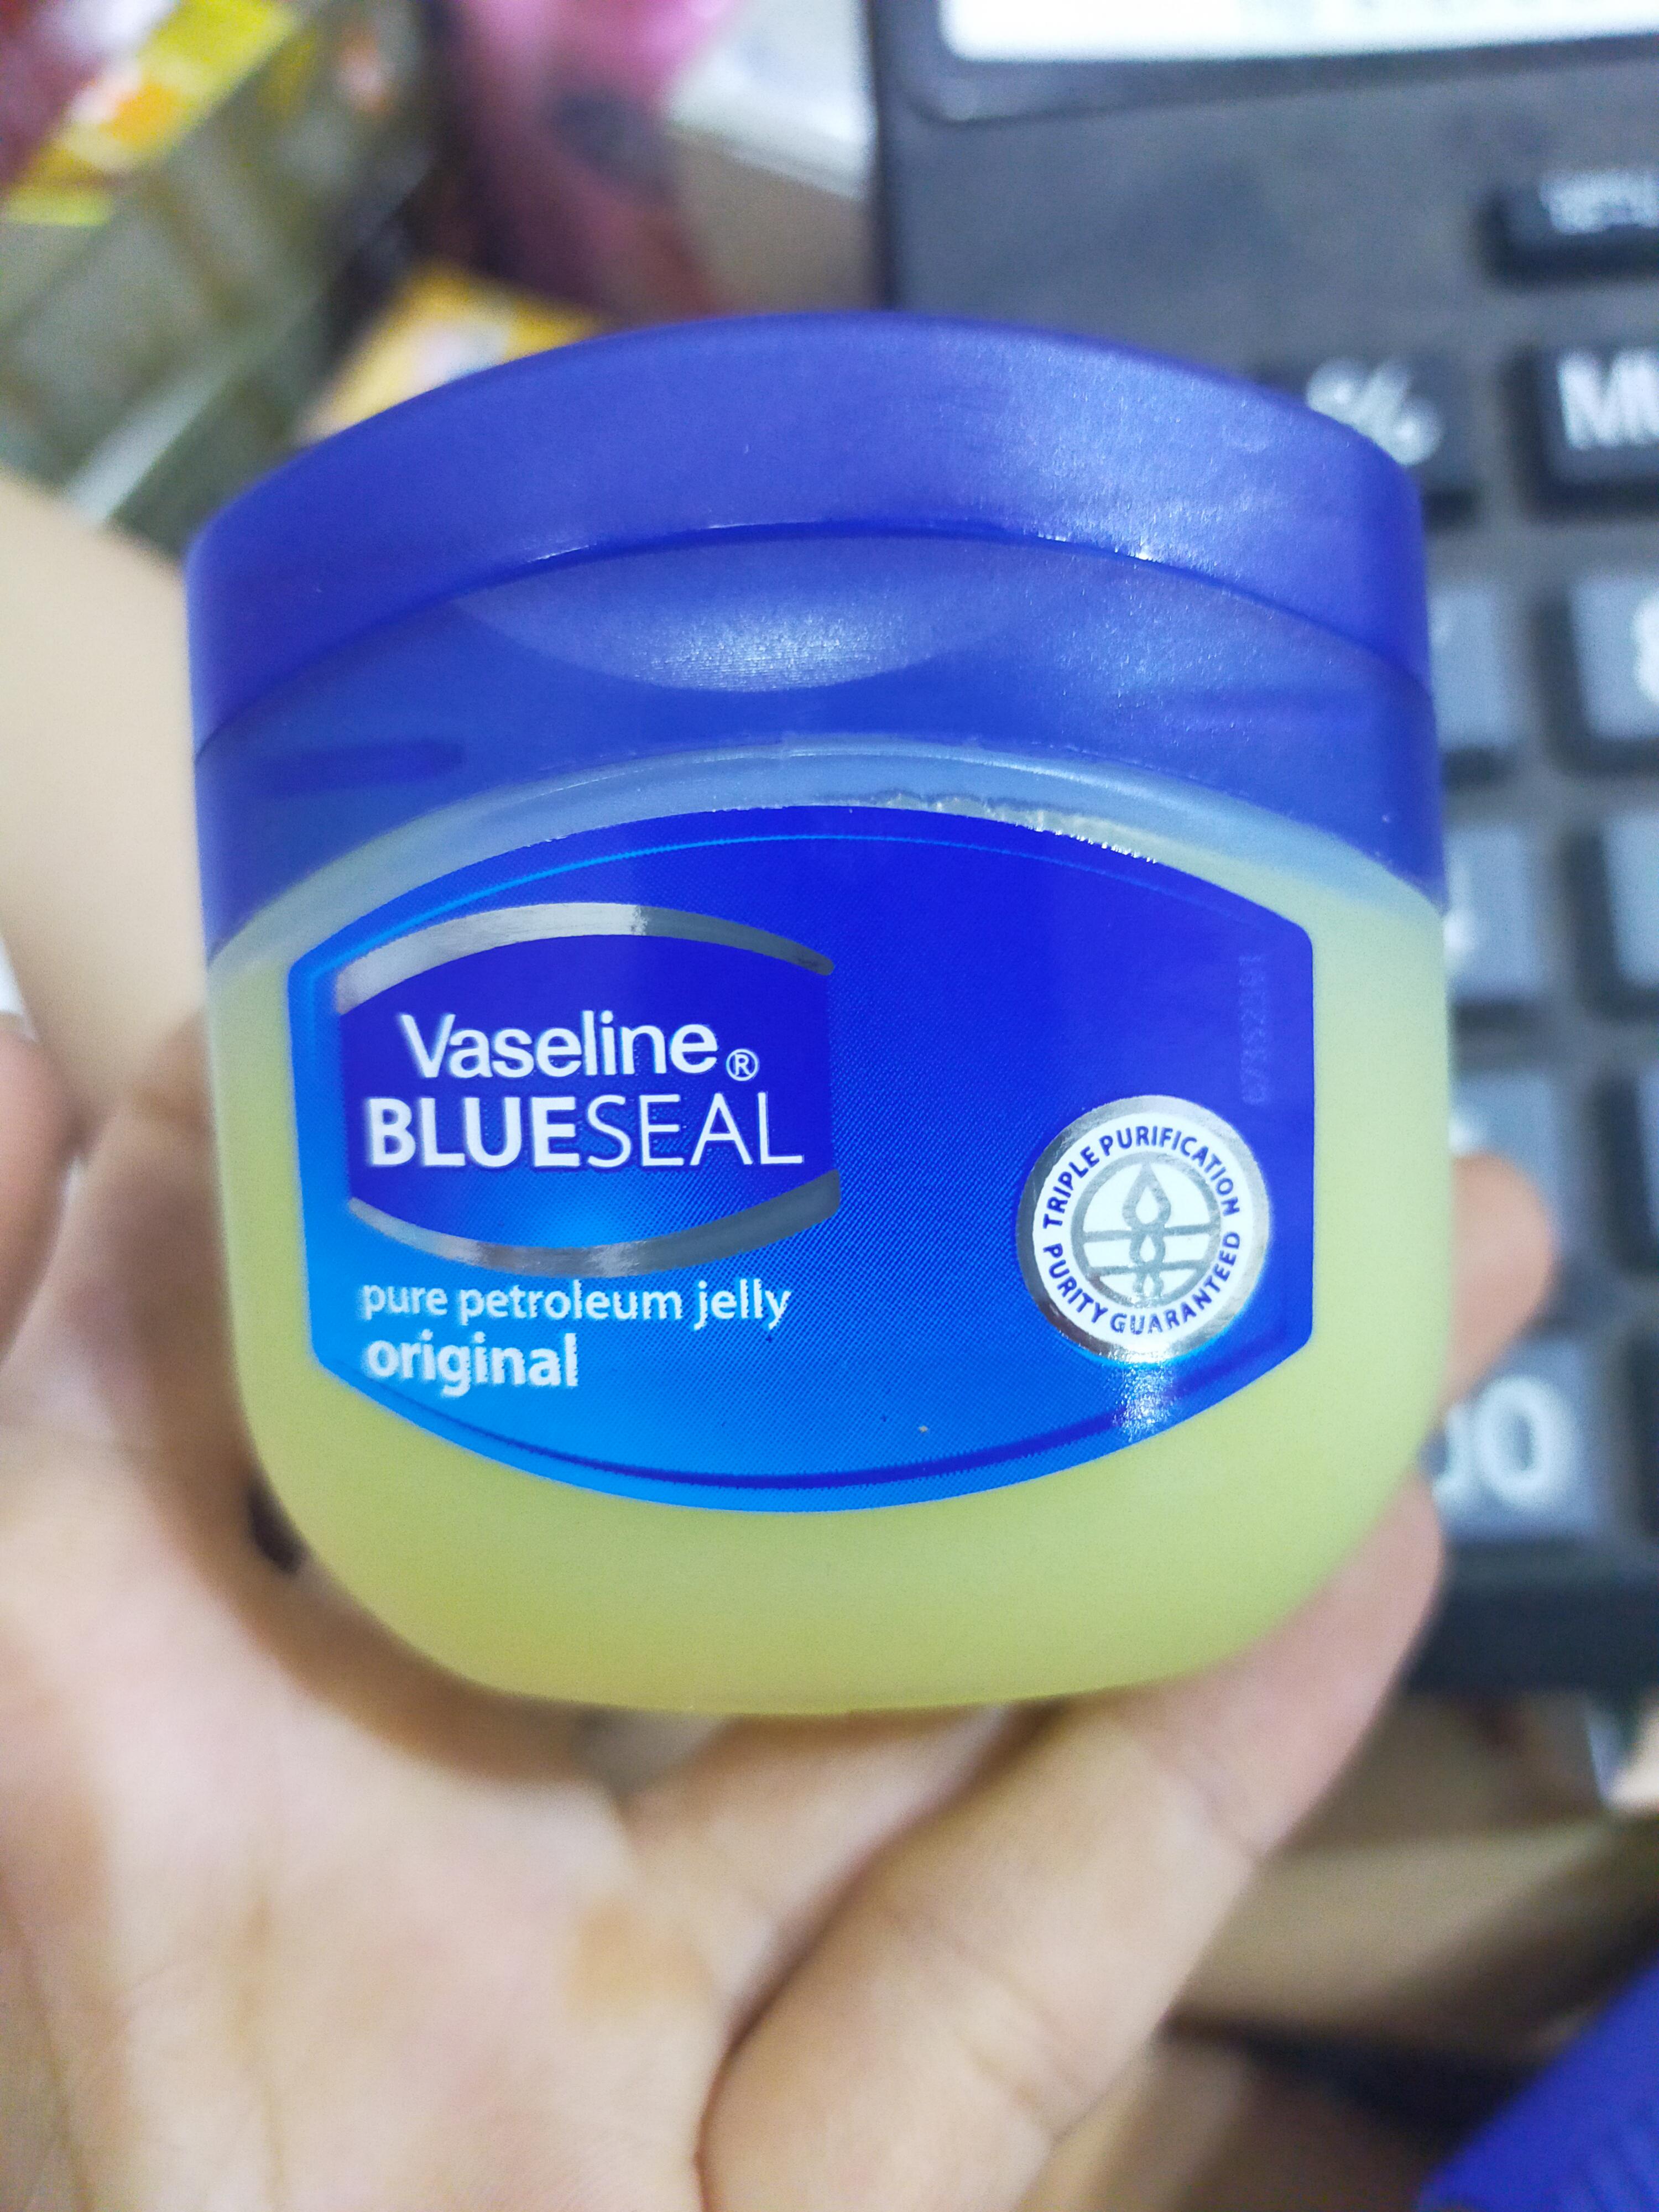 Vaseline®
BLUESEAL
pure petroleum jelly
original
TRIPLE PURIFICATION
PURITY GUARANTEED
%